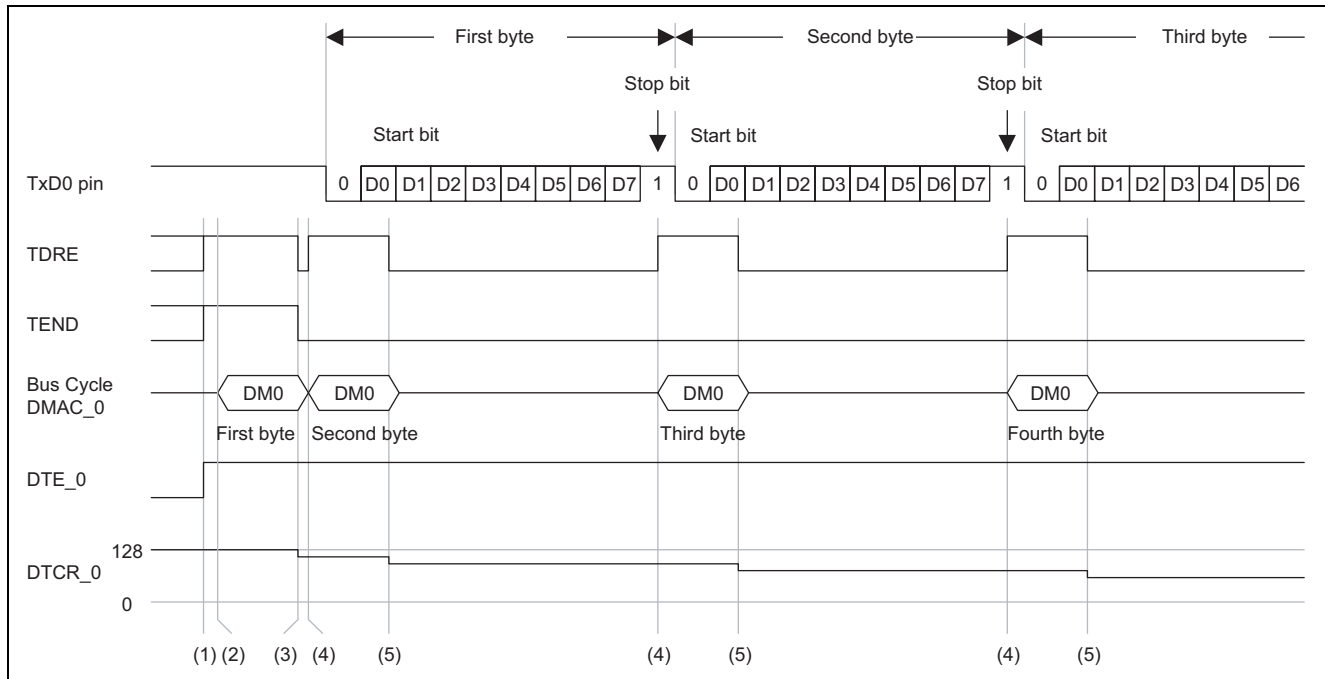 First byte Second byte Third byte
Stop bit Stop bit
Start bit Start bit Start bit
TxD0 pin 0 D0 D1 D2 D3 D4 D5 D6 D7 1 0 D0 D1 D2 D3 D4 D5 D6 D7 1 0 D0 D1 D2 D3 D4 D5 D6
TDRE
TEND
Bus Cycle
DMAC_0 DM0 DM0 DM0 DM0
First byte Second byte Third byte Fourth byte
DTE_0
128
DTCR_0
0
(1) (2) (3) (4) (5) (4) (5) (4) (5)